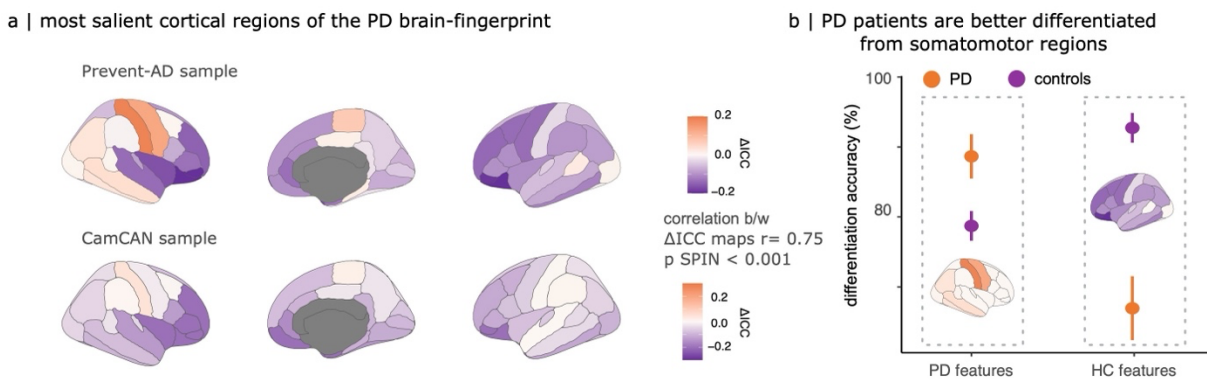 a | most salient cortical regions of the PD brain-fingerprint
Prevent-AD sample
0.2
0.0
−0.2
ΔICC
correlation b/w
ΔICC maps r= 0.75
p SPIN < 0.001
CamCAN sample
0.2
0.0
−0.2
ΔICC
b | PD patients are better differentiated
from somatomotor regions
PD
controls
100
80
differentiation accuracy (%)
PD features
HC features